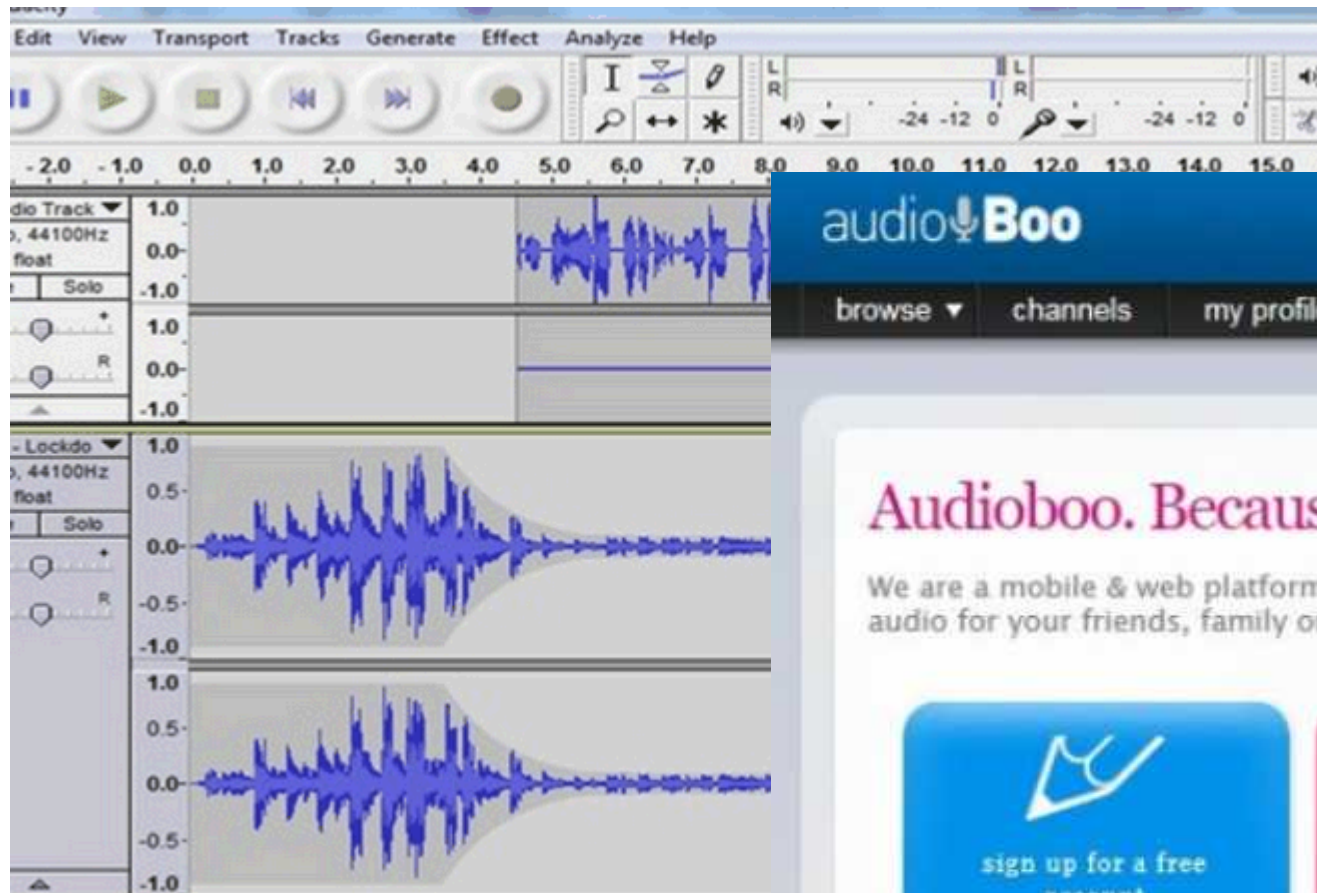 Edit View Transport Tracks Generate Effect Analyze Help
L
R
-24 -12 0
L
R
-24 -12 0
- 2.0 - 1.0 0.0 1.0 2.0 3.0 4.0 5.0 6.0 7.0 8.0 9.0 10.0 11.0 12.0 13.0 14.0 15.0
dio Track
, 44100Hz
float
Solo
R
1.0
0.0
-1.0
1.0
0.0
-1.0
- Lockdo
, 44100Hz
float
Solo
R
1.0
0.5
0.0
-0.5
-1.0
1.0
0.5
0.0
-0.5
-1.0
audioBoo
browse channels my profil
Audioboo. Becaus
We are a mobile & web platform
audio for your friends, family o
sign up for a free